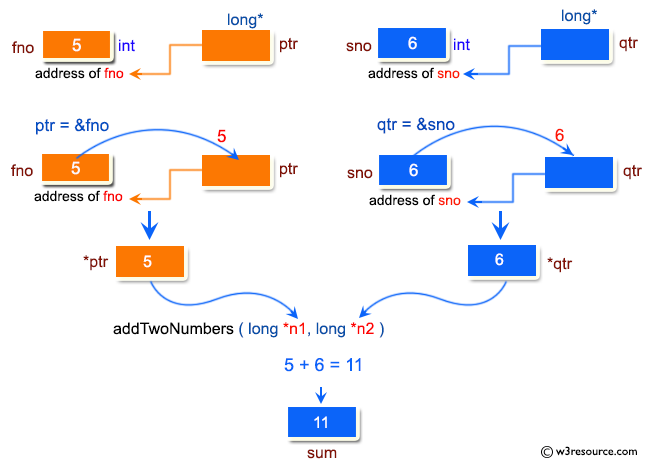 long* long*
fno 5 int ptr sno 6 int qtr
address of fno address of sno
ptr = &fno 5 qtr = &sno 6
fno 5 ptr sno 6 qtr
address of fno address of sno
*ptr 5 6 *qtr
addTwoNumbers ( long *n1, long *n2 )
5 + 6 = 11
11
sum
© w3resource.com